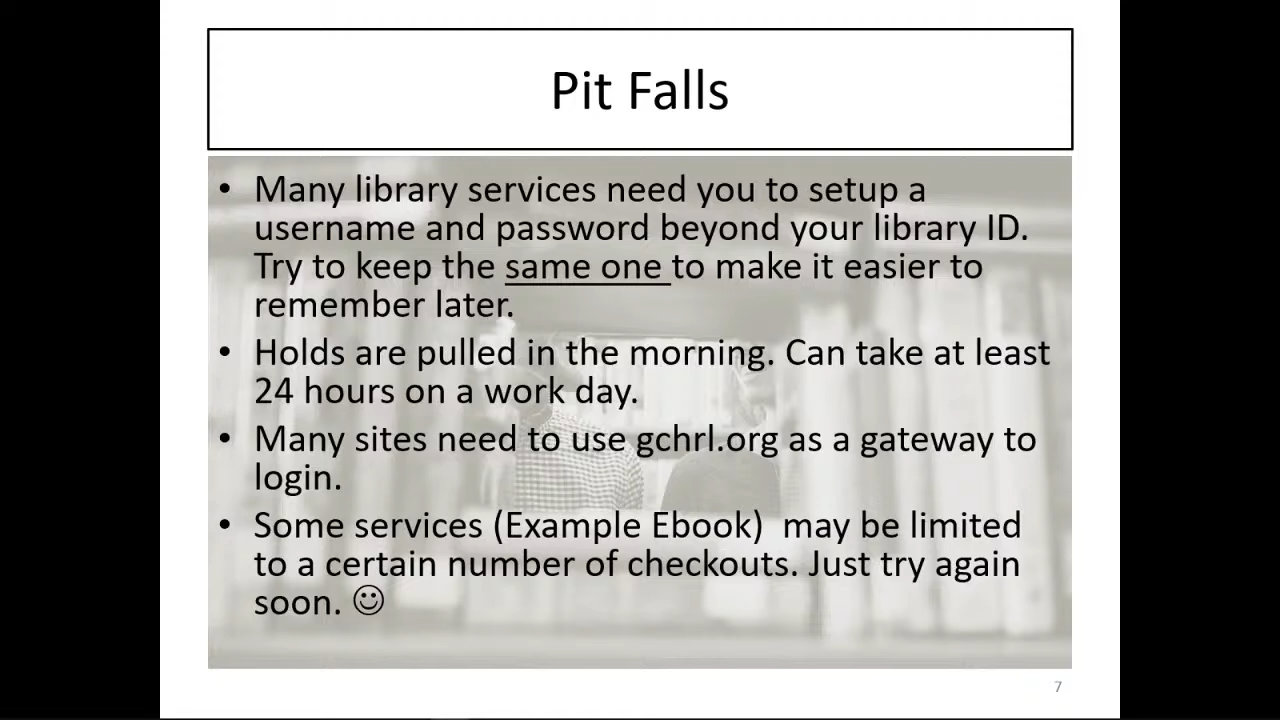 Pit Falls
• Many library services need you to setup a
username and password beyond your library ID.
Try to keep the same one to make it easier to
remember later.
• Holds are pulled in the morning. Can take at least
24 hours on a work day.
• Many sites need to use gchrl.org as a gateway to
login.
• Some services (Example Ebook)  may be limited
to a certain number of checkouts. Just try again
soon. ☺
7